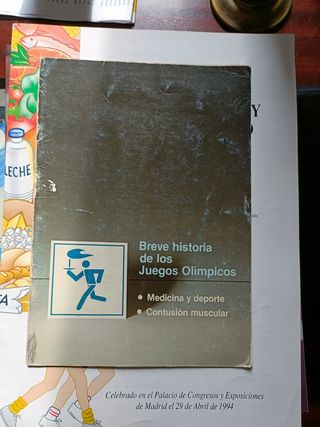 Y
LECHE
Breve historia
de los
Juegos Olimpicos
• Medicina y deporte
• Contusión muscular
Celebrado en el Palacio de Congresos y Exposiciones
de Madrid el 29 de Abril de 1994